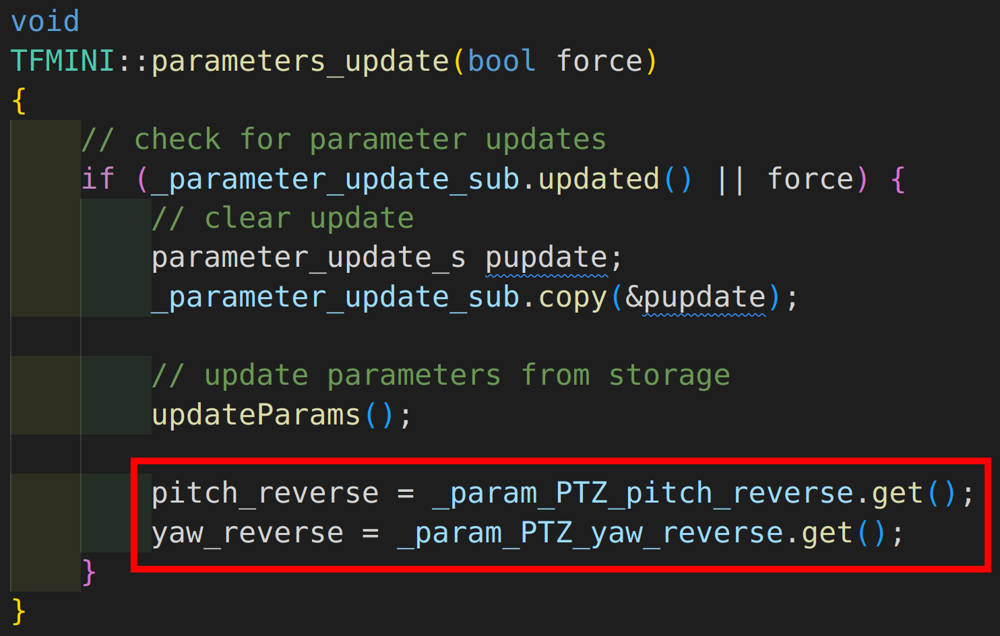 void
TFMINI::parameters_update(bool force)
{
// check for parameter updates
if (_parameter_update_sub.updated() || force) {
// clear update
parameter_update_s pupdate;
_parameter_update_sub.copy(&pupdate);
// update parameters from storage
updateParams();
pitch_reverse = _param_PTZ_pitch_reverse.get();
yaw_reverse = _param_PTZ_yaw_reverse.get();
}
}